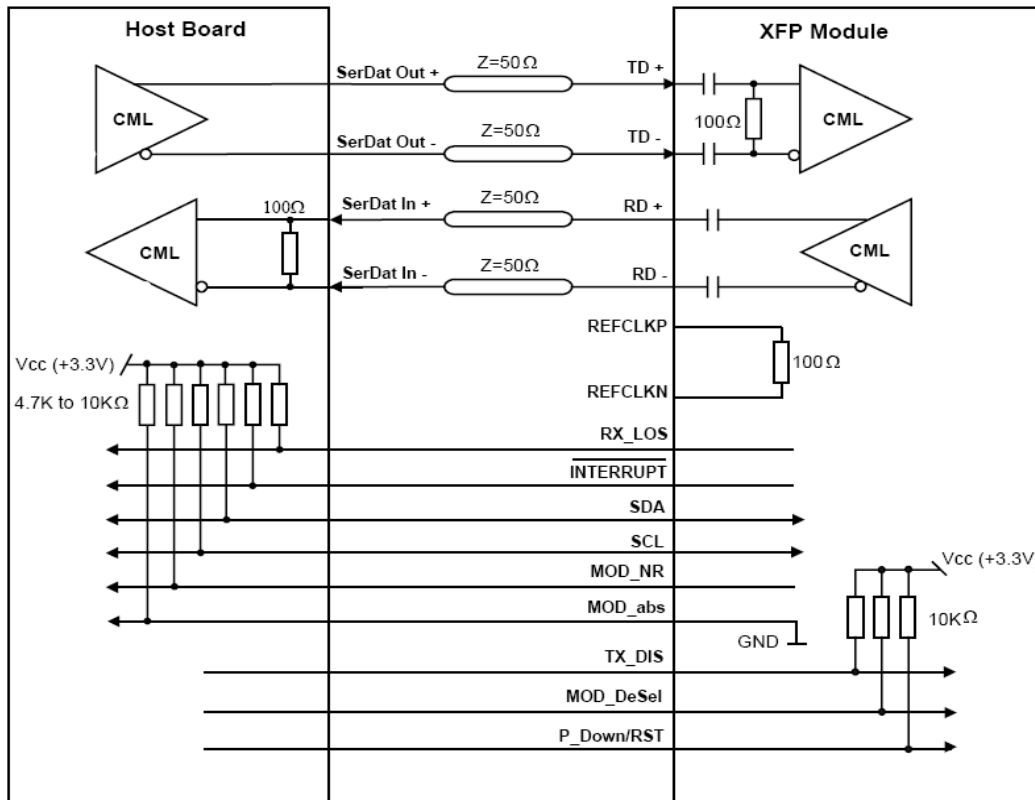 Host Board
XFP Module
SerDat Out +
Z=50Ω
TD +
CML
100Ω
CML
SerDat Out -
Z=50Ω
TD -
100Ω
SerDat In +
Z=50Ω
RD +
CML
CML
SerDat In -
Z=50Ω
RD -
REFCLKP
Vcc (+3.3V)
100Ω
4.7K to 10KΩ
REFCLKN
RX_LOS
INTERRUPT
SDA
SCL
Vcc (+3.3V
MOD_NR
MOD_abs
10KΩ
GND
TX_DIS
MOD_DeSel
P_Down/RST